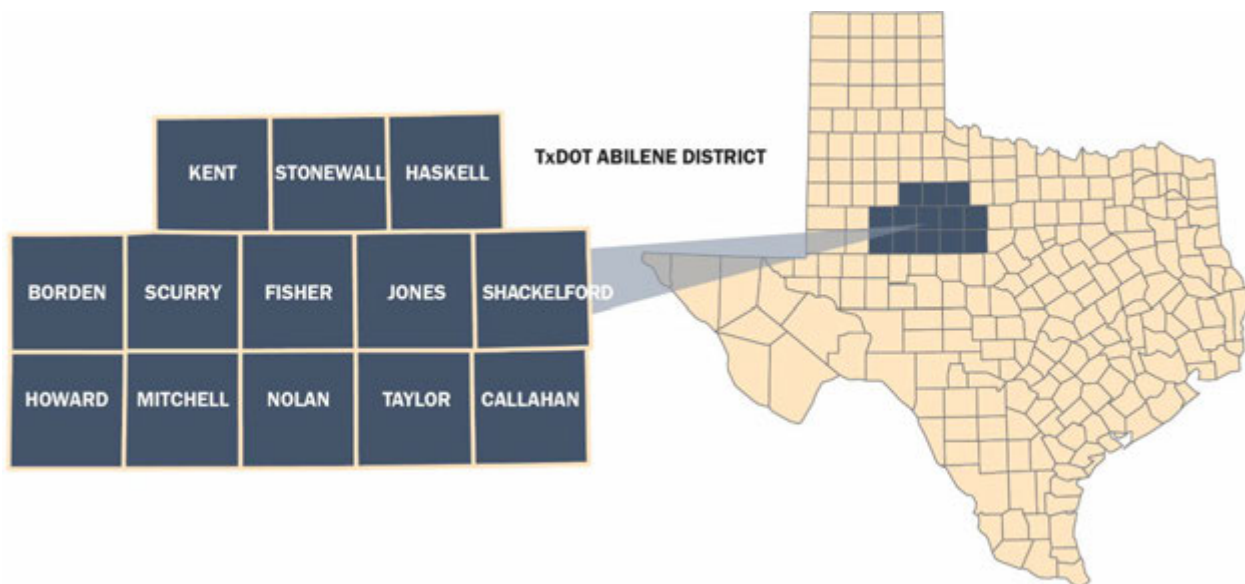 TxDOT ABILENE DISTRICT
KENT STONEWALL HASKELL
BORDEN SCURRY FISHER JONES SHACKELFORD
HOWARD MITCHELL NOLAN TAYLOR CALLAHAN